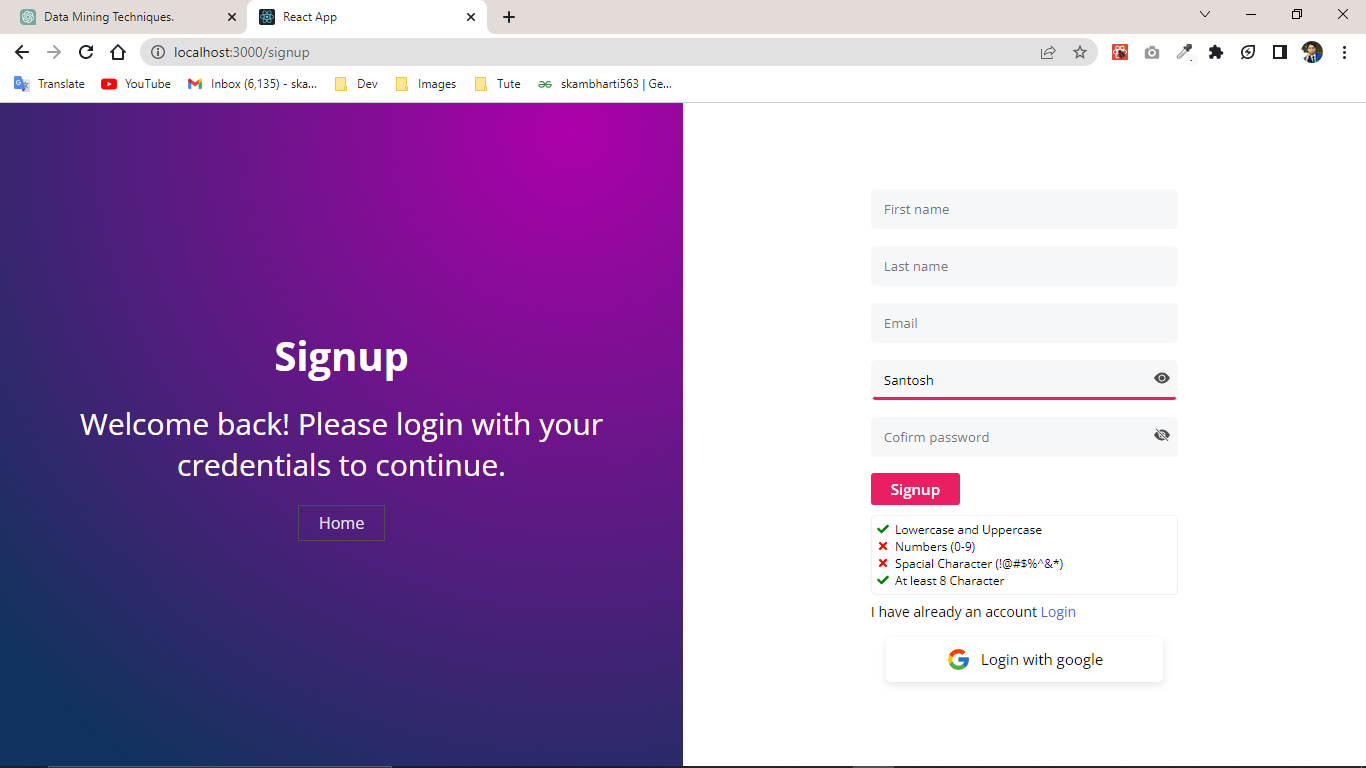 Data Mining Techniques.
React App
localhost:3000/signup
Translate
YouTube
Inbox (6,135) - ska...
Dev
Images
Tute
skambharti563 | Ge...
Signup
Welcome back! Please login with your
credentials to continue.
Home
First name
Last name
Email
Santosh
Cofirm password
Signup
Lowercase and Uppercase
Numbers (0-9)
Spacial Character (!@#$%^&*)
At least 8 Character
I have already an account Login
Login with google